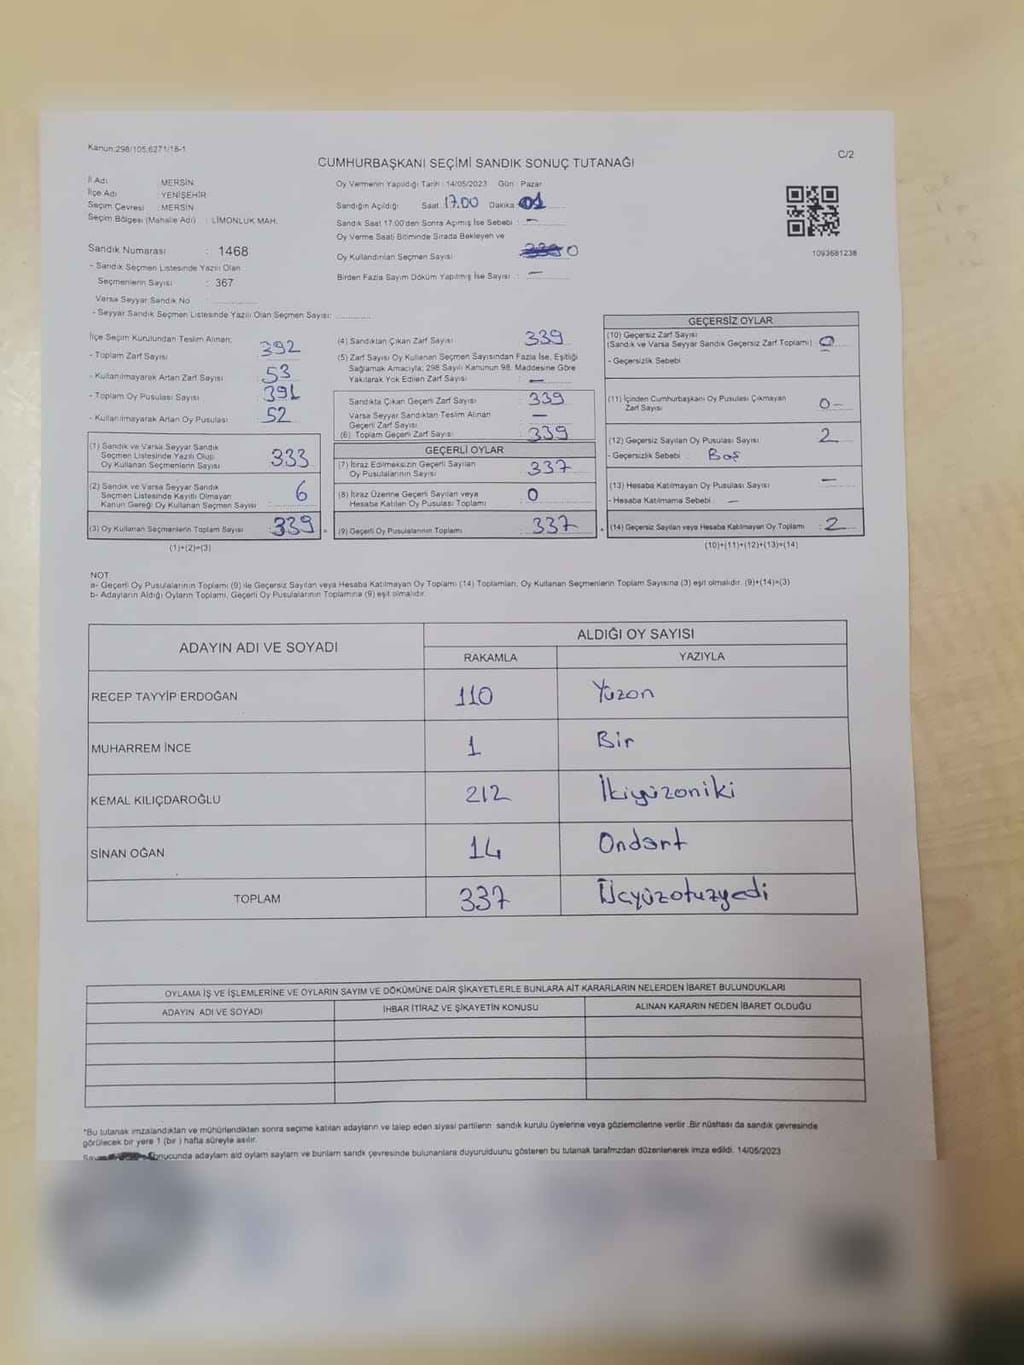 Kanun:298/105,6271/18-1
CUMHURBAŞKANI SEÇİMİ SANDIK SONUÇ TUTANAĞI
C/2
İl Adı : MERSİN
İlçe Adı : YENİŞEHİR
Seçim Çevresi : MERSİN
Seçim Bölgesi (Mahalle Adı) : LİMONLUK MAH.
Sandık Numarası : 1468
- Sandık Seçmen Listesinde Yazılı Olan
Seçmenlerin Sayısı : 367
Varsa Seyyar Sandık No :
- Seyyar Sandık Seçmen Listesinde Yazılı Olan Seçmen Sayısı:
Oy Vermenin Yapıldığı Tarih : 14/05/2023 Gün : Pazar
Sandığın Açıldığı: Saat 17.00 Dakika 01
Sandık Saat 17.00'den Sonra Açılmış İse Sebebi : -
Oy Verme Saati Bitiminde Sırada Bekleyen ve
Oy Kullandırılan Seçmen Sayısı : 0
Birden Fazla Sayım Döküm Yapılmış İse Sayısı : -
1093681238
İlçe Seçim Kurulundan Teslim Alınan;
- Toplam Zarf Sayısı : 392
- Kullanılmayarak Artan Zarf Sayısı : 53
- Toplam Oy Pusulası Sayısı : 391
- Kullanılmayarak Artan Oy Pusulası : 52
(1) Sandık ve Varsa Seyyar Sandık
Seçmen Listesinde Yazılı Olup
Oy Kullanan Seçmenlerin Sayısı : 333
(2) Sandık ve Varsa Seyyar Sandık
Seçmen Listesinde Kayıtlı Olmayan
Kanun Gereği Oy Kullanan Seçmen Sayısı : 6
(3) Oy Kullanan Seçmenlerin Toplam Sayısı : 339
(1)+(2)=(3)
(4) Sandıktan Çıkan Zarf Sayısı : 339
(5) Zarf Sayısı Oy Kullanan Seçmen Sayısından Fazla İse, Eşitliği
Sağlamak Amacıyla; 298 Sayılı Kanunun 98. Maddesine Göre
Yakılarak Yok Edilen Zarf Sayısı : -
Sandıkta Çıkan Geçerli Zarf Sayısı : 339
Varsa Seyyar Sandıktan Teslim Alınan
Geçerli Zarf Sayısı : -
(6) Toplam Geçerli Zarf Sayısı : 339
GEÇERLİ OYLAR
(7) İtiraz Edilmeksizin Geçerli Sayılan
Oy Pusulalarının Sayısı : 337
(8) İtiraz Üzerine Geçerli Sayılan veya
Hesaba Katılan Oy Pusulası Toplamı : 0
(9) Geçerli Oy Pusulalarının Toplamı : 337
GEÇERSİZ OYLAR
(10) Geçersiz Zarf Sayısı
(Sandık ve Varsa Seyyar Sandık Geçersiz Zarf Toplamı) : 0
- Geçersizlik Sebebi :
(11) İçinden Cumhurbaşkanı Oy Pusulası Çıkmayan
Zarf Sayısı : 0-
(12) Geçersiz Sayılan Oy Pusulası Sayısı : 2
- Geçersizlik Sebebi : Boş
(13) Hesaba Katılmayan Oy Pusulası Sayısı : -
- Hesaba Katılmama Sebebi : -
(14) Geçersiz Sayılan veya Hesaba Katılmayan Oy Toplamı : 2
(10)+(11)+(12)+(13)=(14)
NOT
a- Geçerli Oy Pusulalarının Toplamı (9) ile Geçersiz Sayılan veya Hesaba Katılmayan Oy Toplamı (14) Toplamları, Oy Kullanan Seçmenlerin Toplam Sayısına (3) eşit olmalıdır. (9)+(14)=(3)
b- Adayların Aldığı Oyların Toplamı, Geçerli Oy Pusulalarının Toplamına (9) eşit olmalıdır.
ADAYIN ADI VE SOYADI
ALDIĞI OY SAYISI
RAKAMLA YAZIYLA
RECEP TAYYİP ERDOĞAN 110 Yüzon
MUHARREM İNCE 1 Bir
KEMAL KILIÇDAROĞLU 212 İkiyüzoniki
SİNAN OĞAN 14 Ondört
TOPLAM 337 Üçyüzotuzyedi
OYLAMA İŞ VE İŞLEMLERİNE VE OYLARIN SAYIM VE DÖKÜMÜNE DAİR ŞİKAYETLERLE BUNLARA AİT KARARLARIN NELERDEN İBARET BULUNDUKLARI
ADAYIN ADI VE SOYADI İHBAR İTİRAZ VE ŞİKAYETİN KONUSU ALINAN KARARIN NEDEN İBARET OLDUĞU
*Bu tutanak imzalandıktan ve mühürlendikten sonra seçime katılan adayların ve talep eden siyasi partilerin sandık kurulu üyelerine veya gözlemcilerine verilir. Bir nüshası da sandık çevresinde
görülecek bir yere 1 (bir) hafta süreyle asılır.
adayların ald oyların sayıları ve bunların sandk çevresinde bulunanlara duyurulduunu gösteren bu tutanak tarafmzdan düzenlenerek imza edildi. 14/05/2023